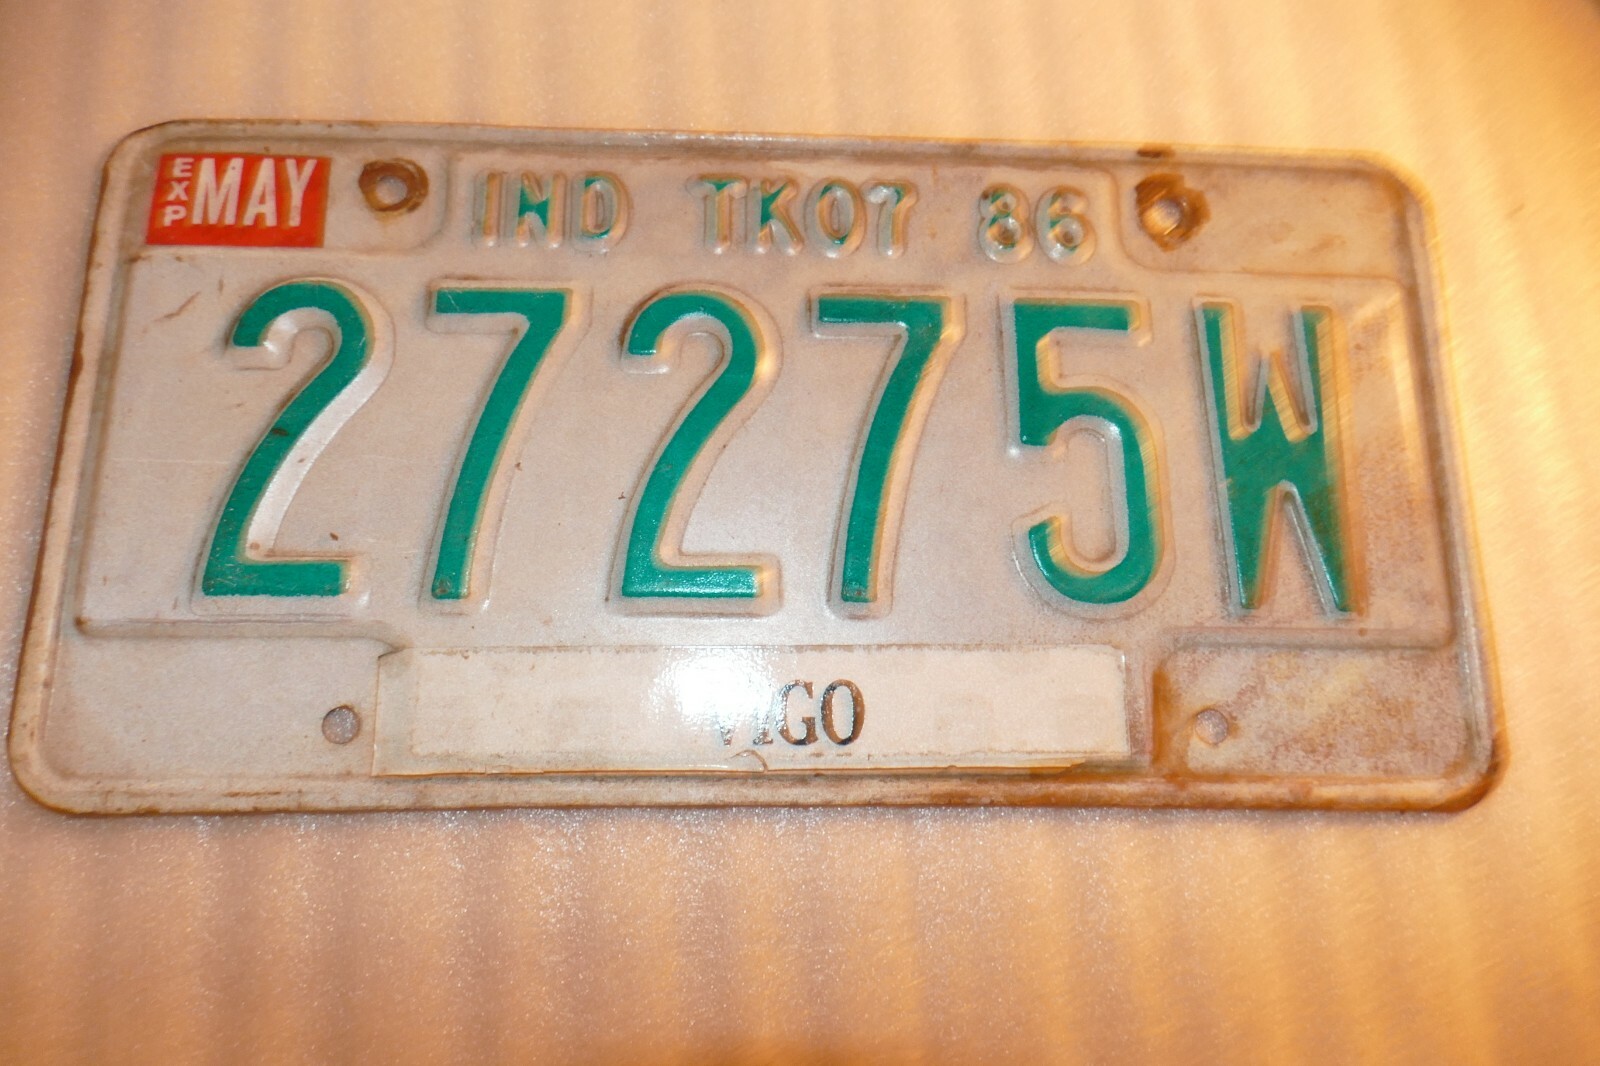 EXP MAY
IND TK07 86
27275W
VIGO